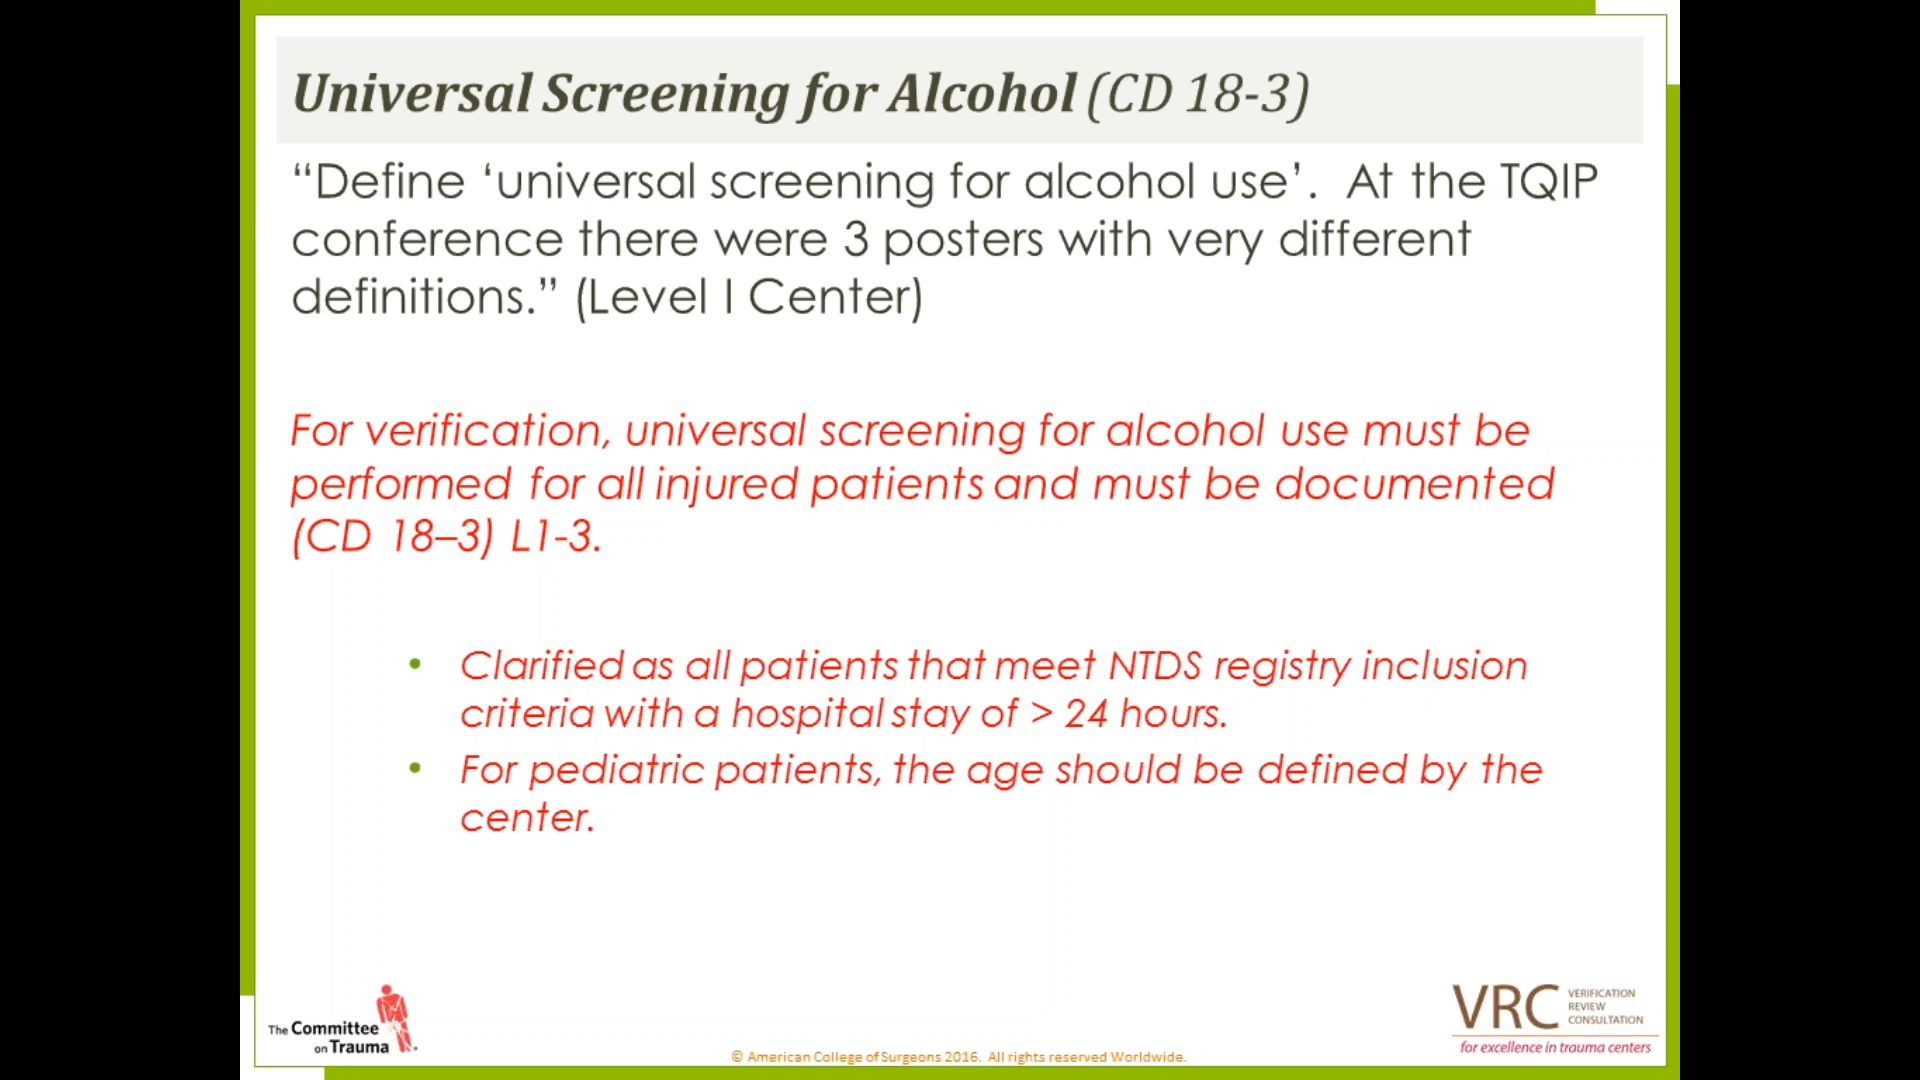 Universal Screening for Alcohol (CD 18-3)
“Define ‘universal screening for alcohol use’. At the TQIP
conference there were 3 posters with very different
definitions.” (Level I Center)
For verification, universal screening for alcohol use must be
performed for all injured patients and must be documented
(CD 18–3) L1-3.
• Clarified as all patients that meet NTDS registry inclusion
criteria with a hospital stay of > 24 hours.
• For pediatric patients, the age should be defined by the
center.
The Committee
on Trauma
© American College of Surgeons 2016. All rights reserved Worldwide.
VRC
VERIFICATION
REVIEW
CONSULTATION
for excellence in trauma centers